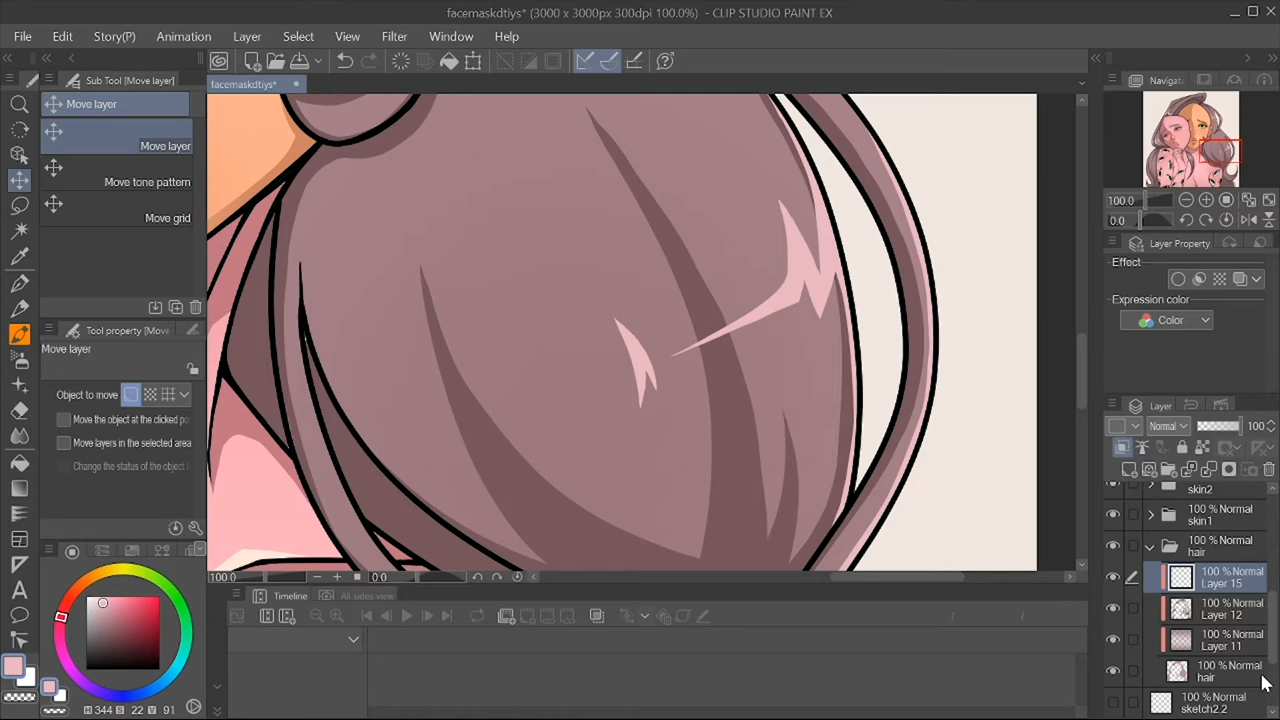 facemaskdtiys* (3000 x 3000px 300dpi 100.0%) - CLIP STUDIO PAINT EX
File Edit Story(P) Animation Layer Select View Filter Window Help
Sub Tool [Move layer]
facemaskdtiys*
Navigat
Move layer
Move layer
Move tone pattern
Move grid
100.0
0.0
Layer Property
Effect
Expression color
Color
Tool property [Move
Move layer
Object to move
Move the object at the clicked po
Move layers in the selected area
Change the status of the object
Layer
Normal 100
skin2
100 % Normal
skin1
100 % Normal
hair
100 % Normal
Layer 15
100 % Normal
Layer 12
100 % Normal
Layer 11
100 % Normal
hair
100 % Normal
sketch2.2
100.0 0.0
Timeline All sides view
H 344 S 22 V 91